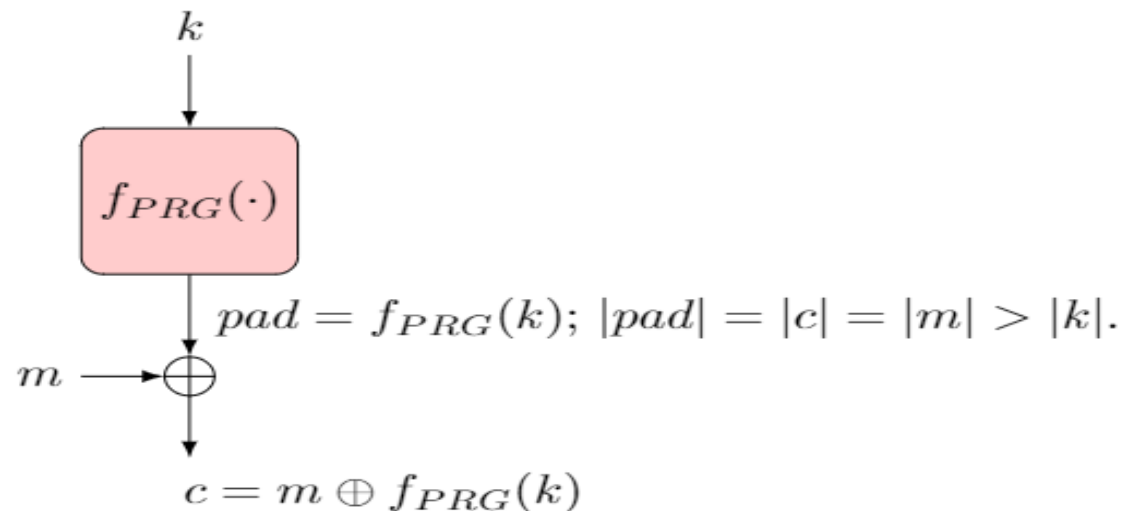 k
f_{PRG}(·)
pad = f_{PRG}(k); |pad| = |c| = |m| > |k|.
m
c = m ⊕ f_{PRG}(k)